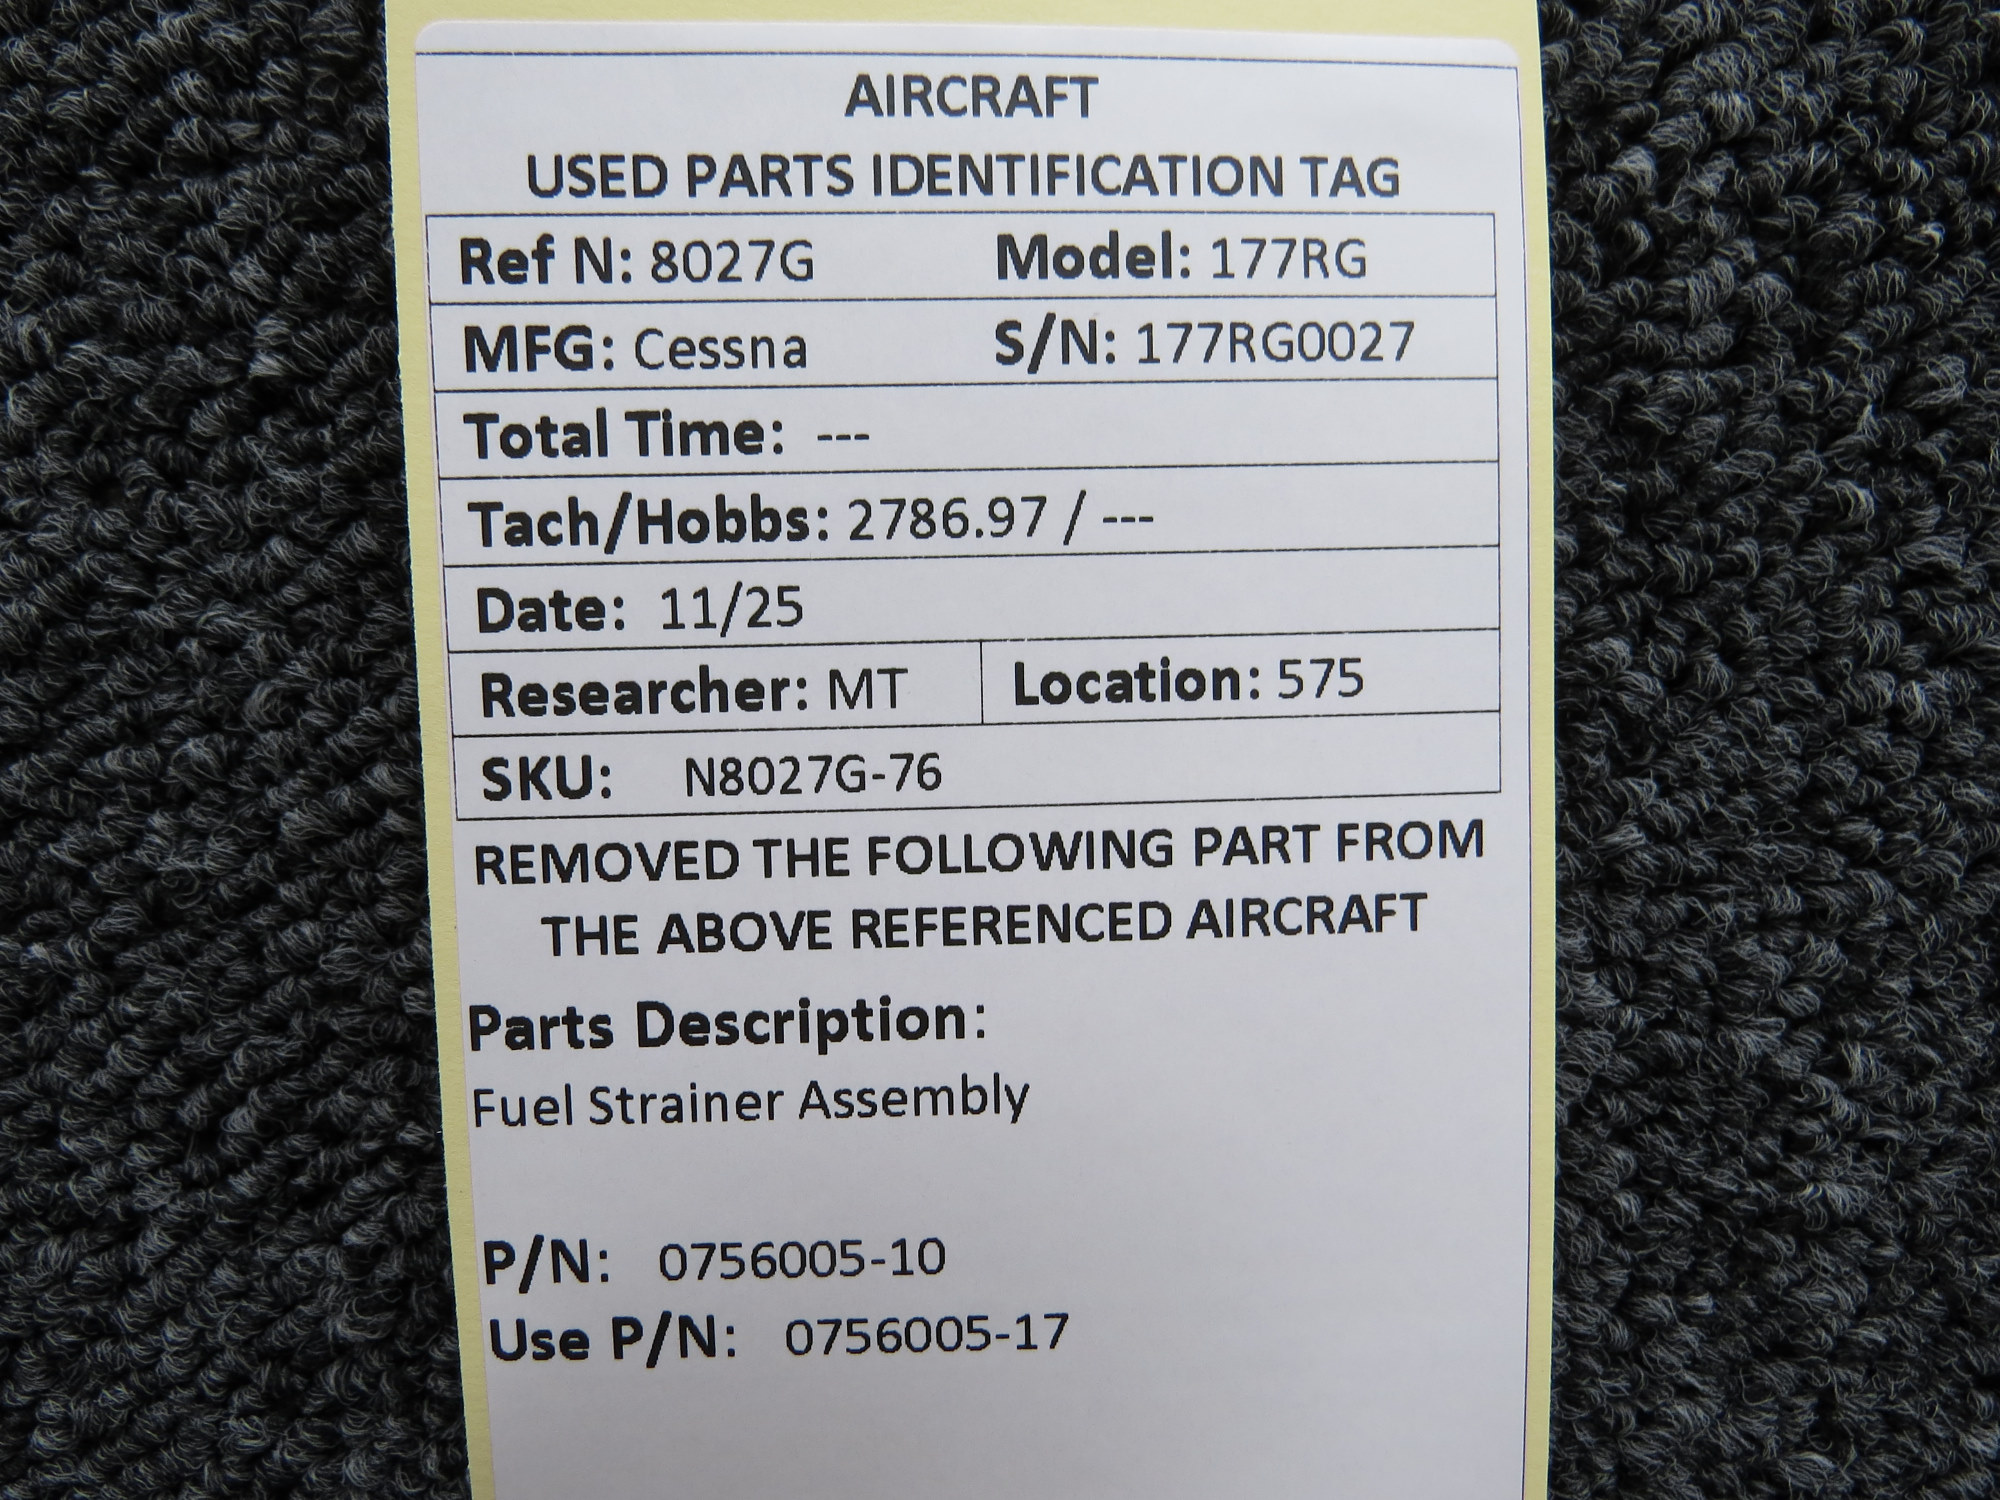 AIRCRAFT
USED PARTS IDENTIFICATION TAG
Ref N: 8027G Model: 177RG
MFG: Cessna S/N: 177RG0027
Total Time: ---
Tach/Hobbs: 2786.97 / ---
Date: 11/25
Researcher: MT Location: 575
SKU: N8027G-76
REMOVED THE FOLLOWING PART FROM
THE ABOVE REFERENCED AIRCRAFT
Parts Description:
Fuel Strainer Assembly
P/N: 0756005-10
Use P/N: 0756005-17